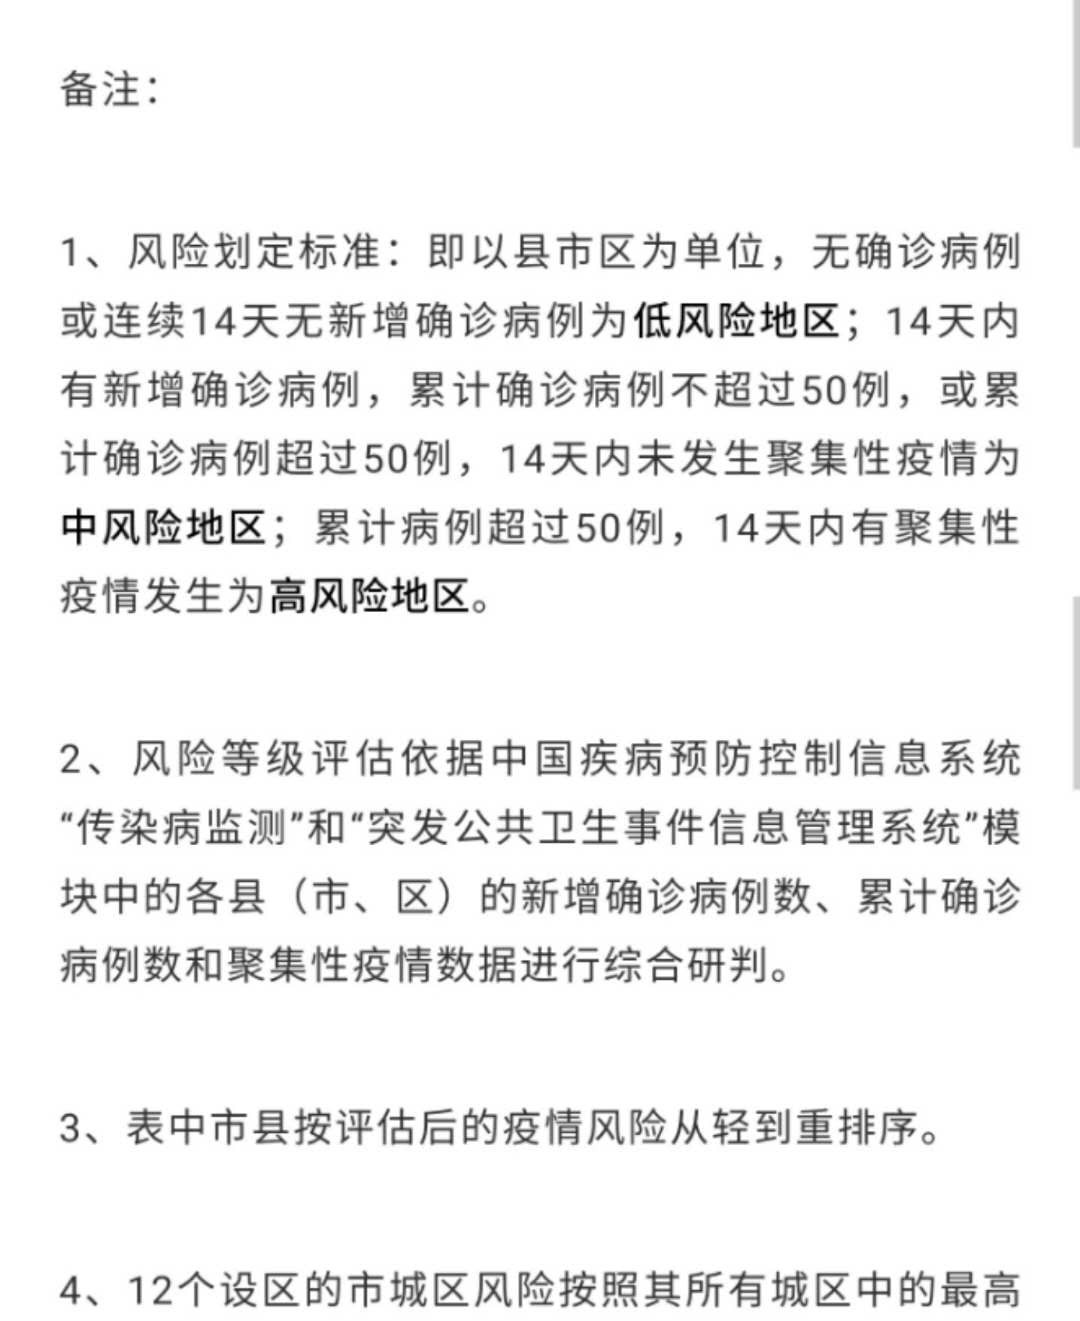 备注：
1、风险划定标准：即以县市区为单位，无确诊病例
或连续14天无新增确诊病例为低风险地区；14天内
有新增确诊病例，累计确诊病例不超过50例，或累
计确诊病例超过50例，14天内未发生聚集性疫情为
中风险地区；累计病例超过50例，14天内有聚集性
疫情发生为高风险地区。
2、风险等级评估依据中国疾病预防控制信息系统
“传染病监测”和“突发公共卫生事件信息管理系统”模
块中的各县（市、区）的新增确诊病例数、累计确诊
病例数和聚集性疫情数据进行综合研判。
3、表中市县按评估后的疫情风险从轻到重排序。
4、12个设区的市城区风险按照其所有城区中的最高